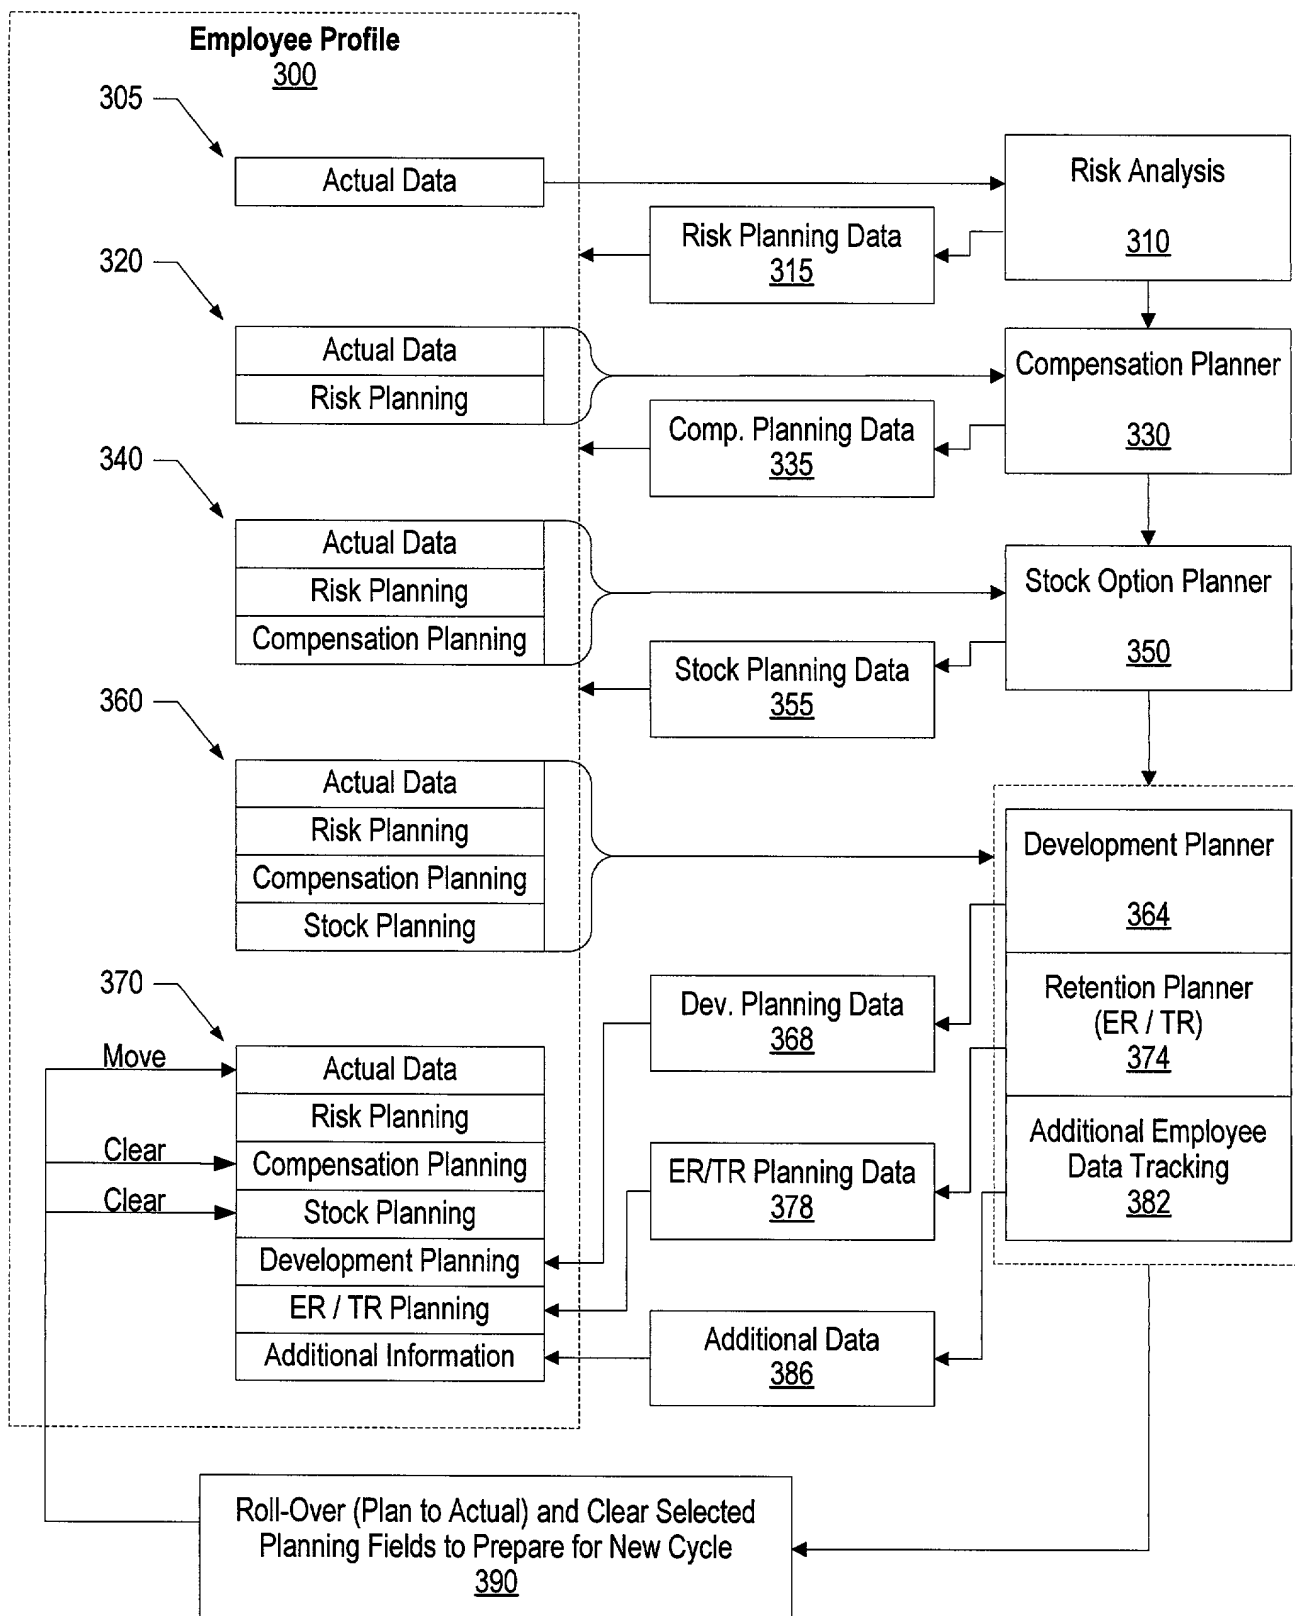 Employee Profile
300
305
Actual Data
Risk Analysis
310
Risk Planning Data
315
320
Actual Data
Risk Planning
Compensation Planner
330
Comp. Planning Data
335
340
Actual Data
Risk Planning
Compensation Planning
Stock Option Planner
350
Stock Planning Data
355
360
Actual Data
Risk Planning
Compensation Planning
Stock Planning
Development Planner
364
Retention Planner
(ER / TR)
374
Additional Employee
Data Tracking
382
Dev. Planning Data
368
ER/TR Planning Data
378
Additional Data
386
370
Move
Actual Data
Risk Planning
Clear
Compensation Planning
Clear
Stock Planning
Development Planning
ER / TR Planning
Additional Information
Roll-Over (Plan to Actual) and Clear Selected
Planning Fields to Prepare for New Cycle
390